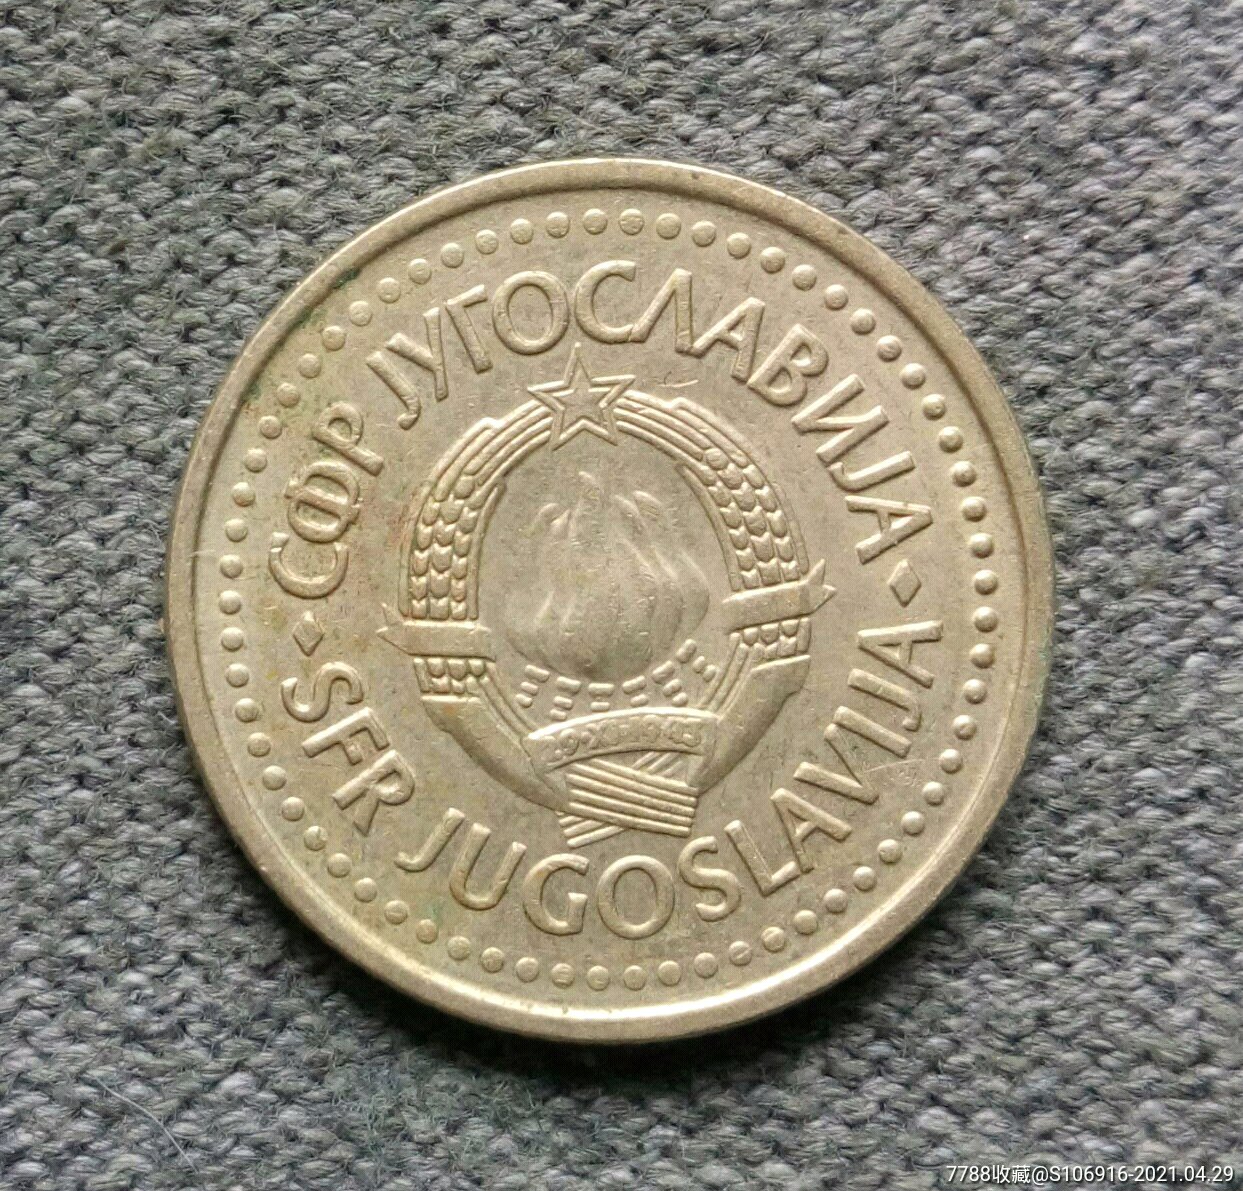 СФР ЈУГОСЛАВИЈА
SFR JUGOSLAVIJA
29·XI·1943
7788收藏@S106916-2021.04.29